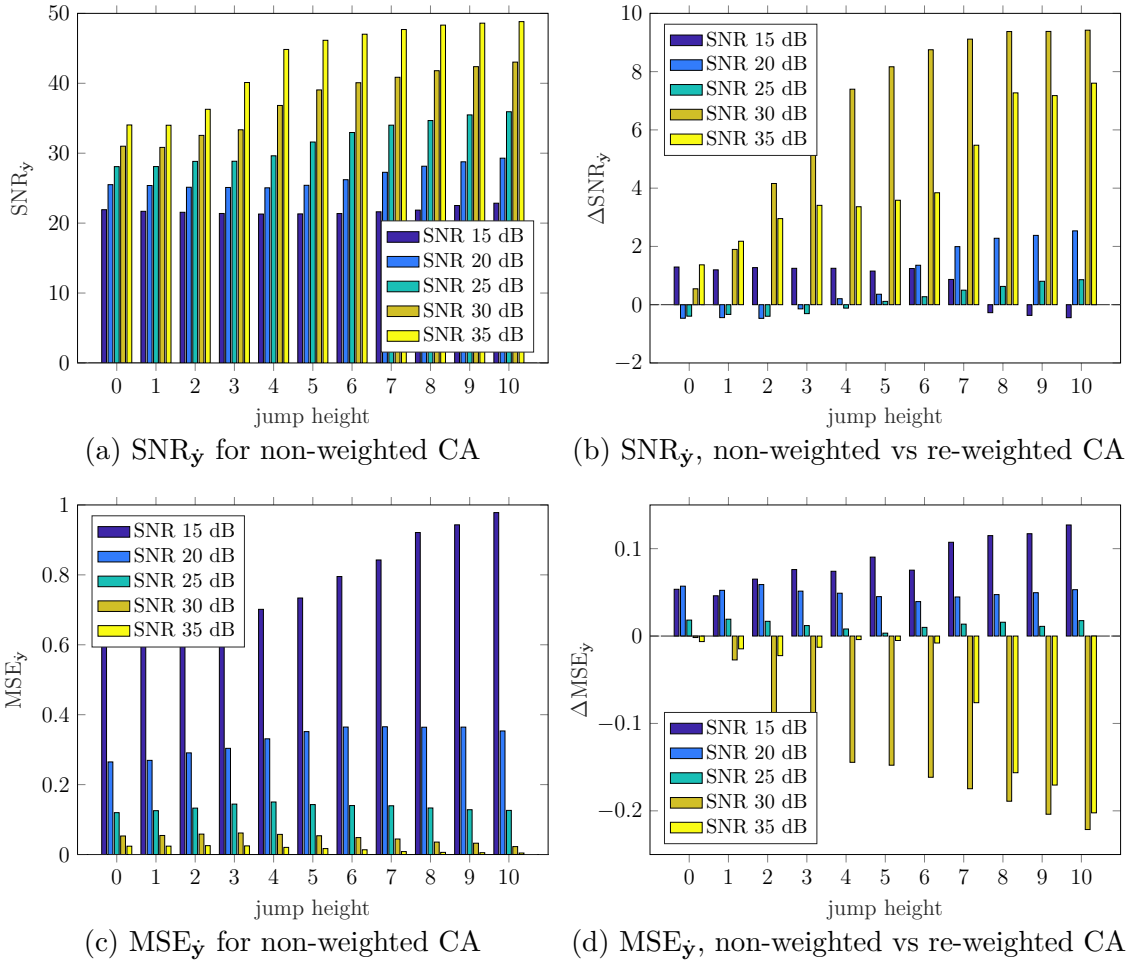 50
40
30
20
10
0
SNRẏ
SNR 15 dB
SNR 20 dB
SNR 25 dB
SNR 30 dB
SNR 35 dB
0 1 2 3 4 5 6 7 8 9 10
jump height
(a) SNRẏ for non-weighted CA
10
8
6
4
2
0
−2
ΔSNRẏ
SNR 15 dB
SNR 20 dB
SNR 25 dB
SNR 30 dB
SNR 35 dB
0 1 2 3 4 5 6 7 8 9 10
jump height
(b) SNRẏ, non-weighted vs re-weighted CA
1
0.8
0.6
0.4
0.2
0
MSEẏ
SNR 15 dB
SNR 20 dB
SNR 25 dB
SNR 30 dB
SNR 35 dB
0 1 2 3 4 5 6 7 8 9 10
jump height
(c) MSEẏ for non-weighted CA
0.1
0
−0.1
−0.2
ΔMSEẏ
SNR 15 dB
SNR 20 dB
SNR 25 dB
SNR 30 dB
SNR 35 dB
0 1 2 3 4 5 6 7 8 9 10
jump height
(d) MSEẏ, non-weighted vs re-weighted CA